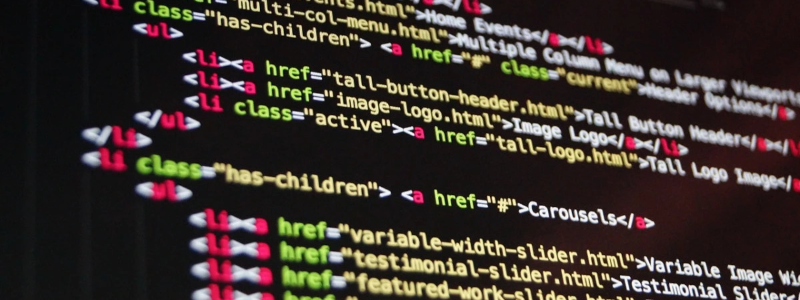 ents.html">Home Events</a></li>
"multi-col-menu.html">Multiple Column Menu on Larger Viewports
<li class="has-children"> <a href="#" class="current">Header Options</a>
<ul>
<li><a href="tall-button-header.html">Tall Button Header</a></li>
<li><a href="image-logo.html">Image Logo</a></li>
<li class="active"><a href="tall-logo.html">Tall Logo Image</a>
</ul>
</li>
<li class="has-children"> <a href="#">Carousels</a>
<ul>
<li><a href="variable-width-slider.html">Variable Image Wi
<li><a href="testimonial-slider.html">Testimonial Slider</
<li><a href="featured-work-slider.html">